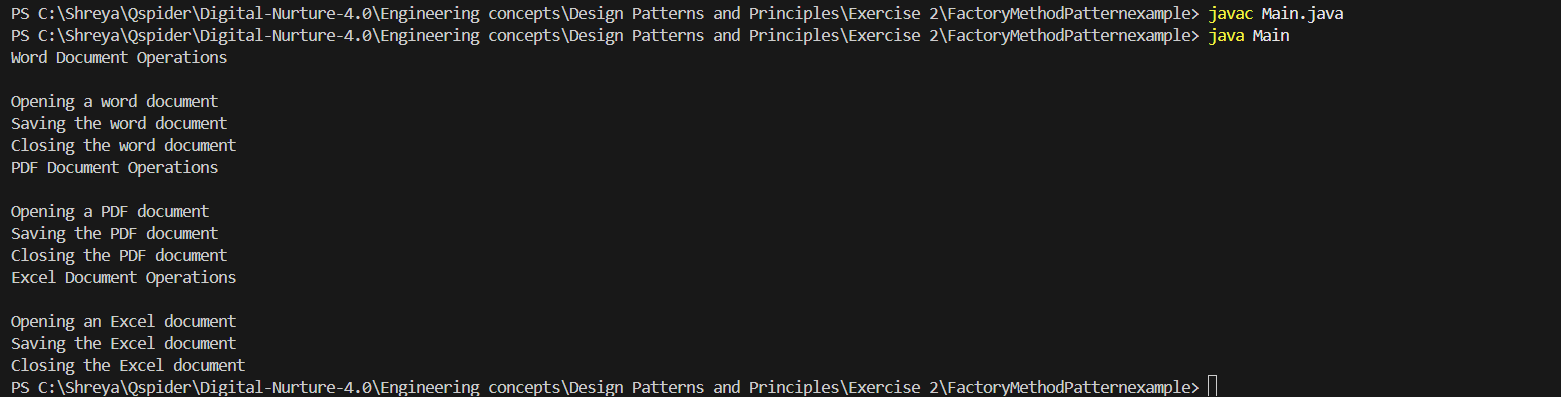 PS C:\Shreya\Qspider\Digital-Nurture-4.0\Engineering concepts\Design Patterns and Principles\Exercise 2\FactoryMethodPatternexample> javac Main.java
PS C:\Shreya\Qspider\Digital-Nurture-4.0\Engineering concepts\Design Patterns and Principles\Exercise 2\FactoryMethodPatternexample> java Main
Word Document Operations
Opening a word document
Saving the word document
Closing the word document
PDF Document Operations
Opening a PDF document
Saving the PDF document
Closing the PDF document
Excel Document Operations
Opening an Excel document
Saving the Excel document
Closing the Excel document
PS C:\Shreya\Qspider\Digital-Nurture-4.0\Engineering concepts\Design Patterns and Principles\Exercise 2\FactoryMethodPatternexample>